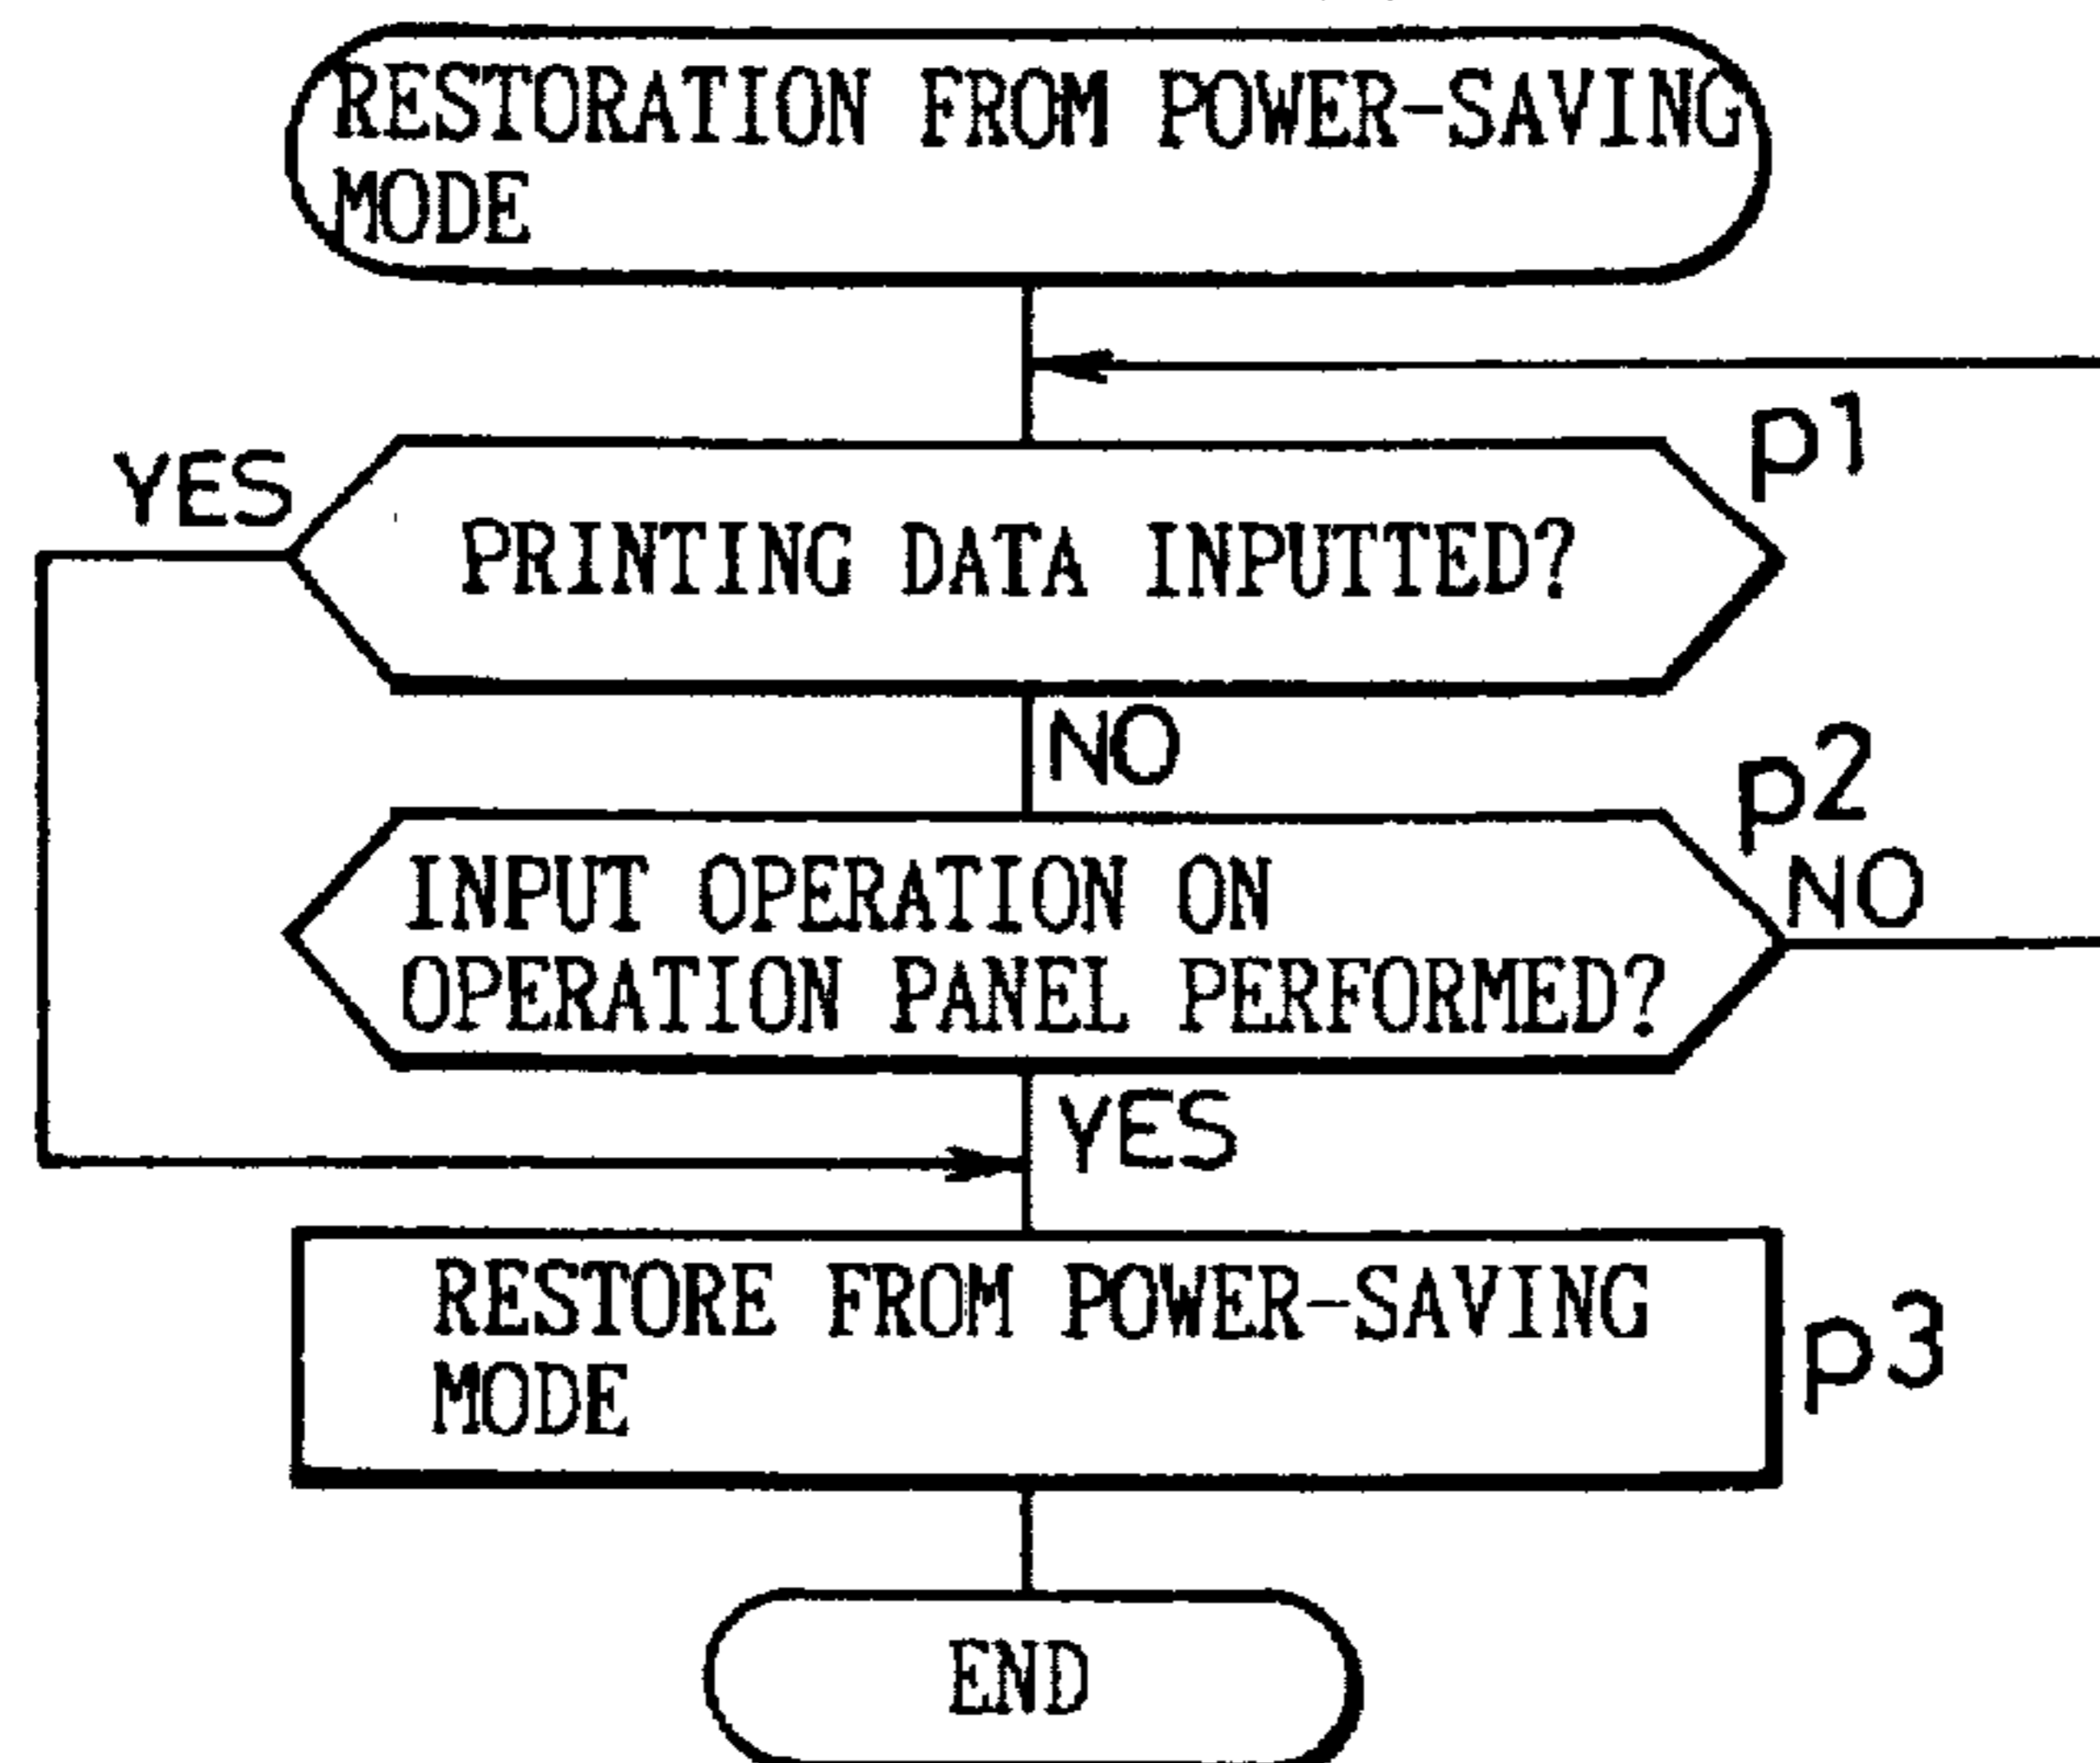 RESTORATION FROM POWER-SAVING
MODE
p1
YES
PRINTING DATA INPUTTED?
NO
p2
NO
INPUT OPERATION ON
OPERATION PANEL PERFORMED?
YES
RESTORE FROM POWER-SAVING
MODE
p3
END